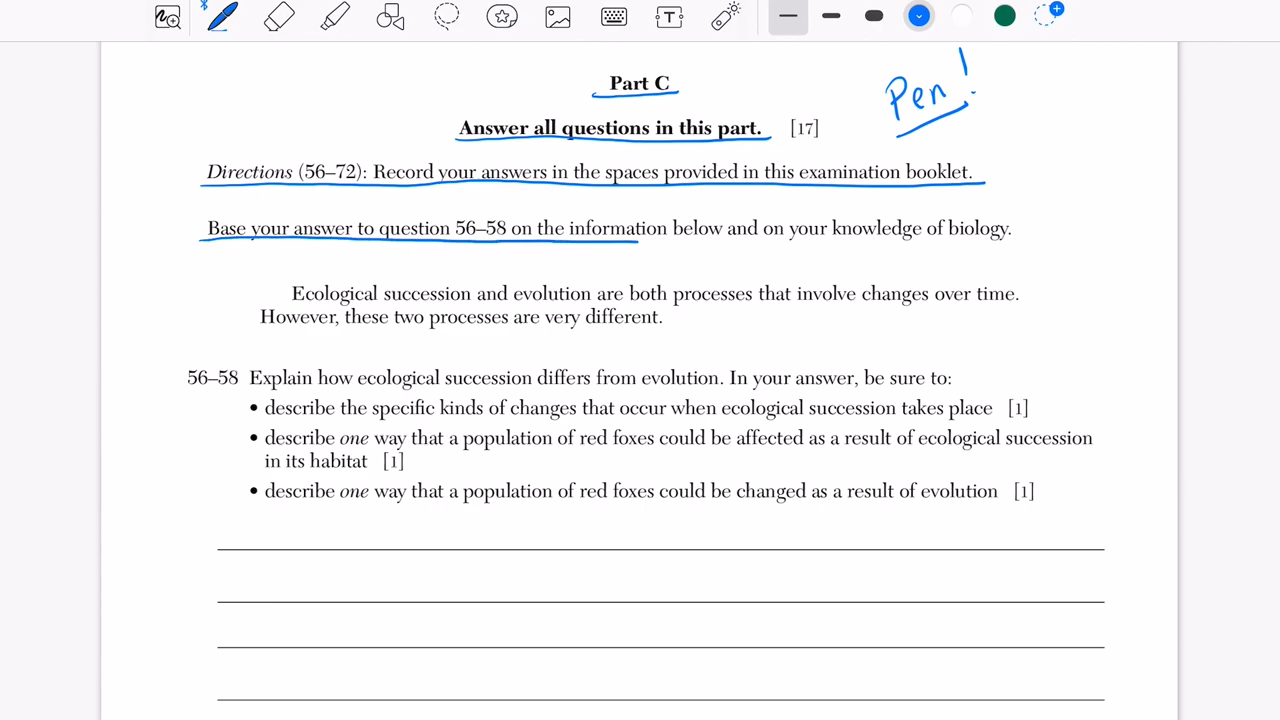 Part C
Pen!
Answer all questions in this part. [17]
Directions (56–72): Record your answers in the spaces provided in this examination booklet.
Base your answer to question 56–58 on the information below and on your knowledge of biology.
Ecological succession and evolution are both processes that involve changes over time.
However, these two processes are very different.
56–58 Explain how ecological succession differs from evolution. In your answer, be sure to:
• describe the specific kinds of changes that occur when ecological succession takes place [1]
• describe one way that a population of red foxes could be affected as a result of ecological succession
in its habitat [1]
• describe one way that a population of red foxes could be changed as a result of evolution [1]